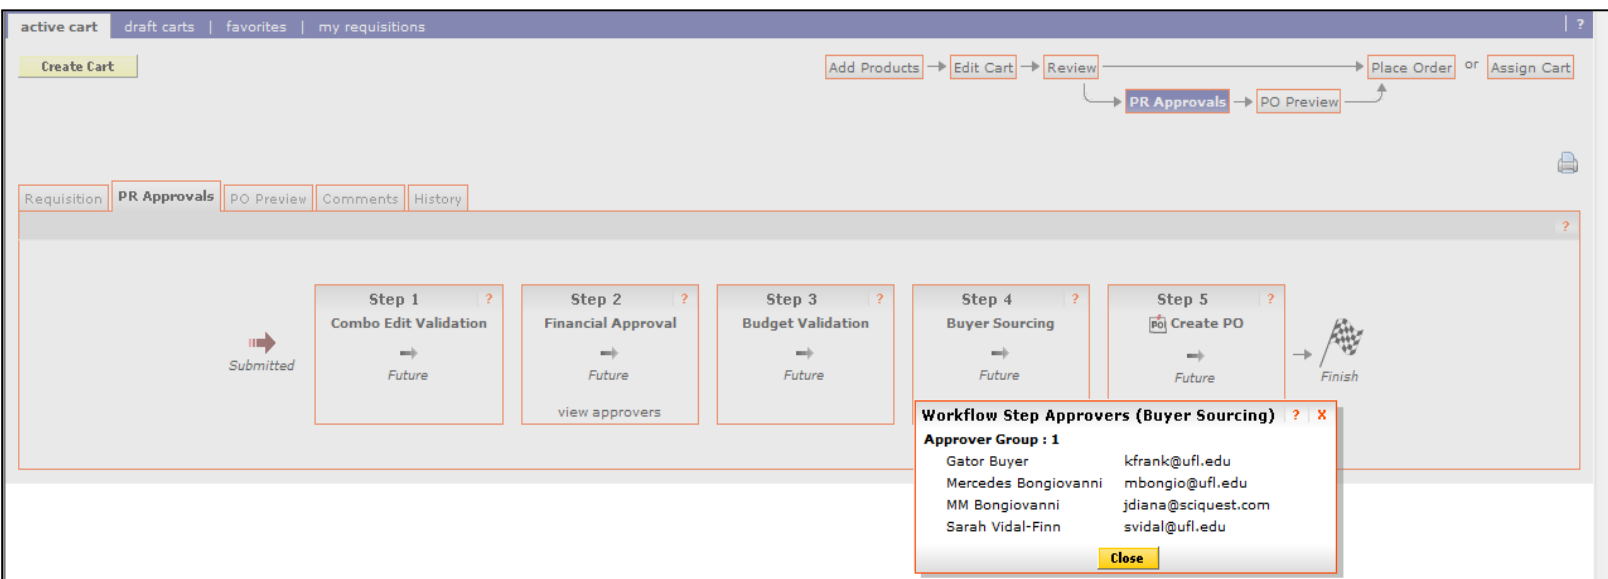 active cart draft carts | favorites | my requisitions | ?
Create Cart
Add Products Edit Cart Review Place Order or Assign Cart
PR Approvals PO Preview
Requisition PR Approvals PO Preview Comments History
?
Step 1 ? Step 2 ? Step 3 ? Step 4 ? Step 5 ?
Combo Edit Validation Financial Approval Budget Validation Buyer Sourcing PO Create PO
Submitted Future Future Future Future Future Finish
view approvers
Workflow Step Approvers (Buyer Sourcing) ? X
Approver Group : 1
Gator Buyer kfrank@ufl.edu
Mercedes Bongiovanni mbongio@ufl.edu
MM Bongiovanni jdiana@sciquest.com
Sarah Vidal-Finn svidal@ufl.edu
Close